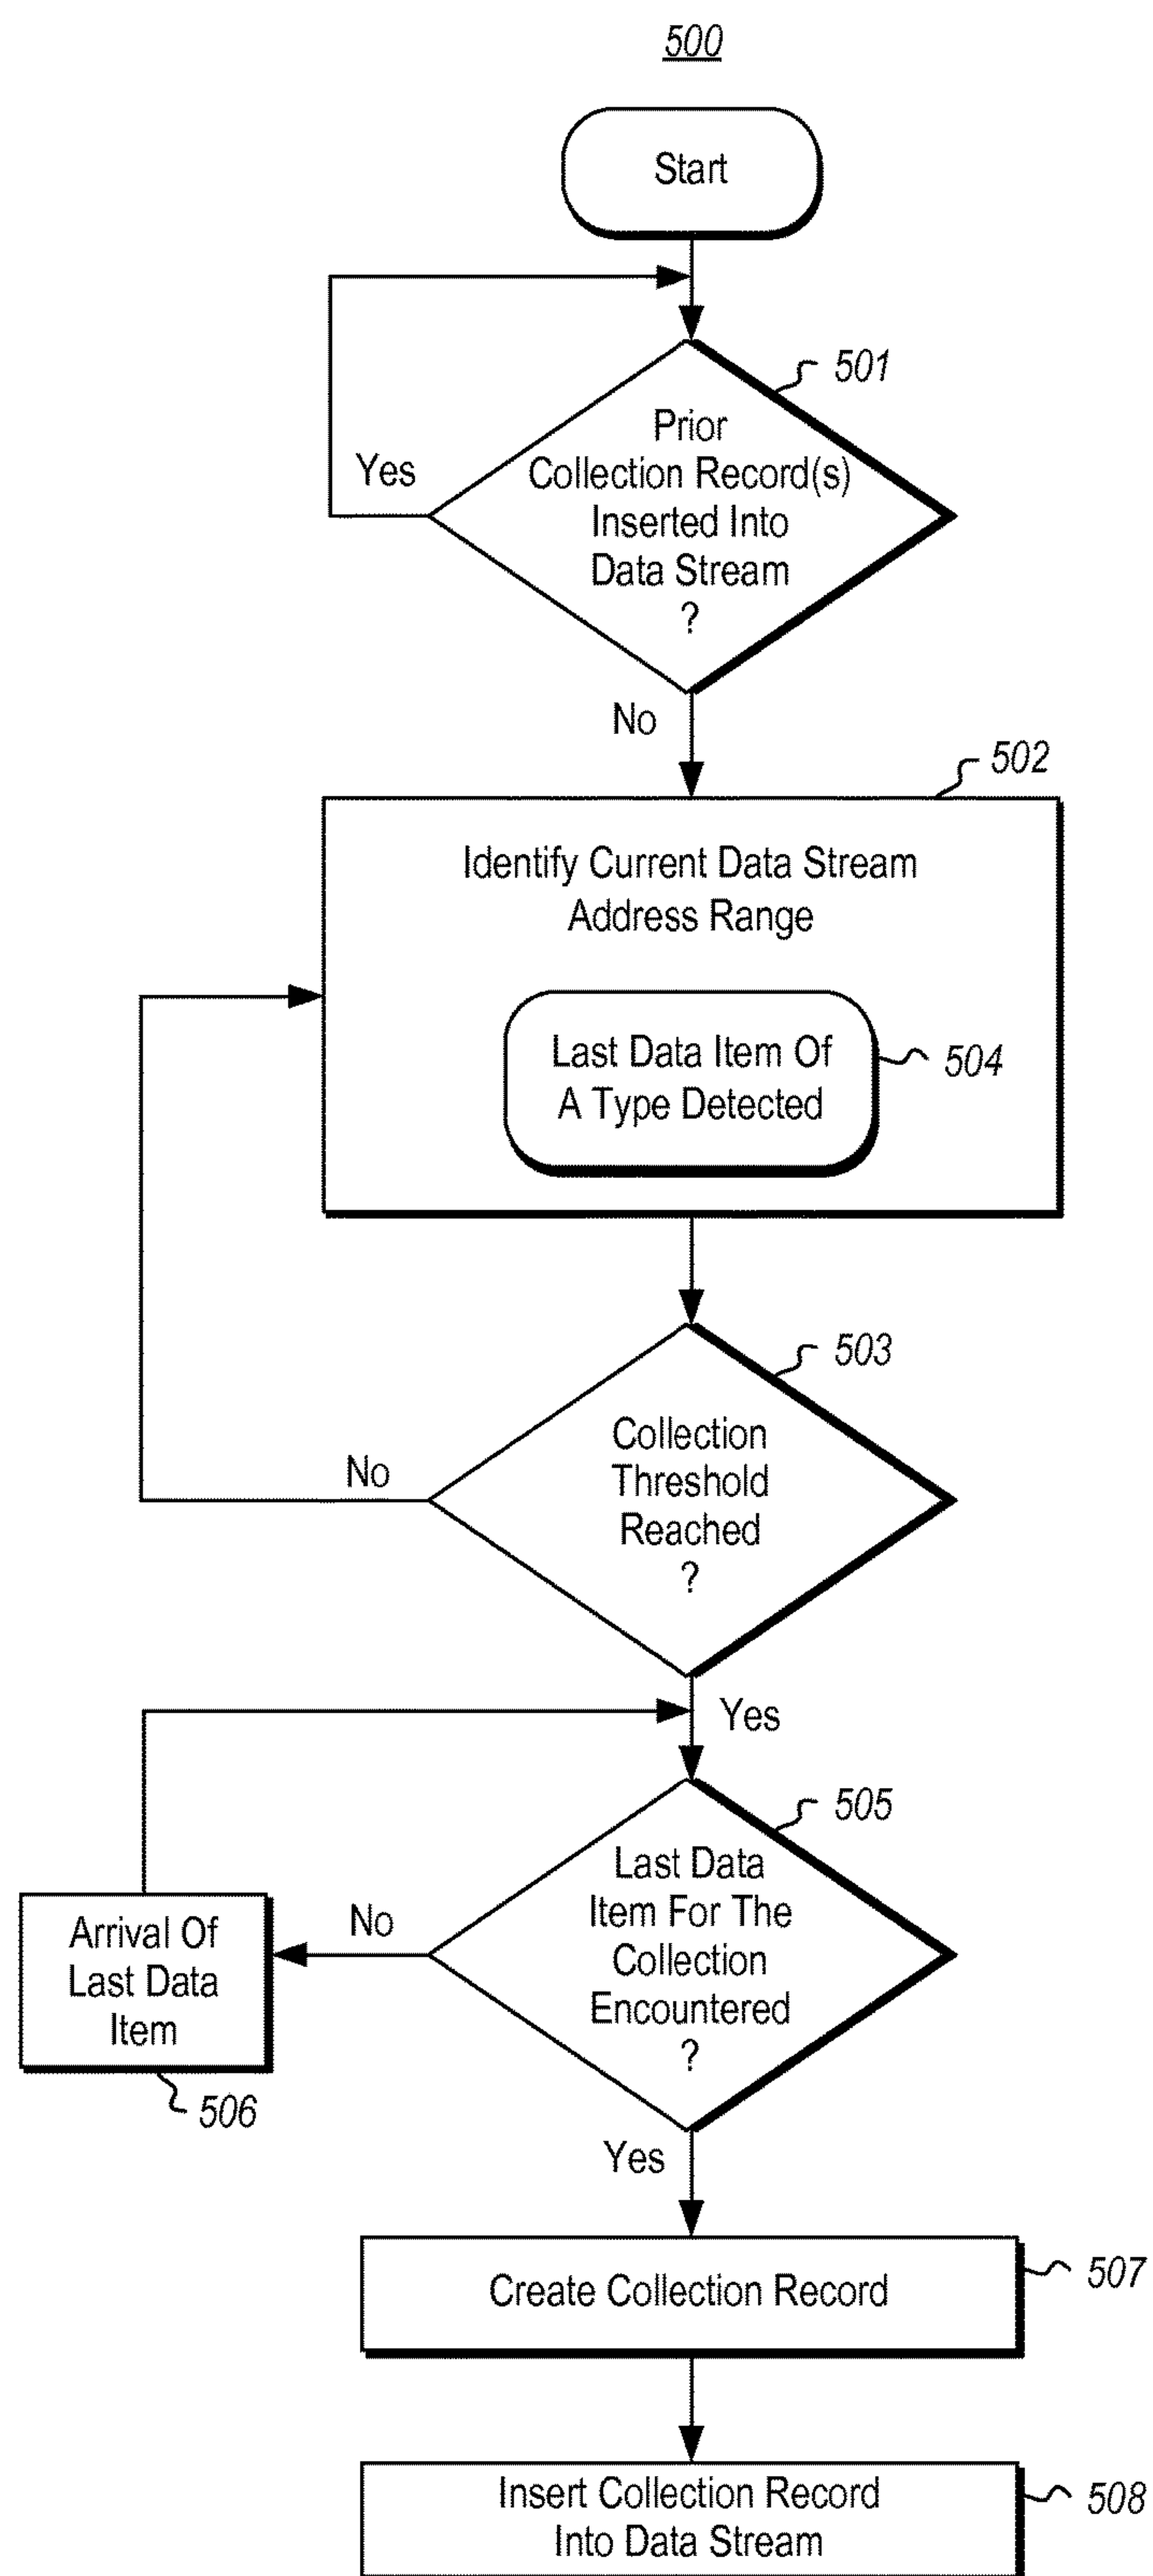 500
Start
501
Prior
Collection Record(s)
Inserted Into
Data Stream
?
Yes
No
502
Identify Current Data Stream
Address Range
Last Data Item Of
A Type Detected
504
503
Collection
Threshold
Reached
?
No
Yes
505
Last Data
Item For The
Collection
Encountered
?
No
Arrival Of
Last Data
Item
506
Yes
Create Collection Record
507
Insert Collection Record
Into Data Stream
508